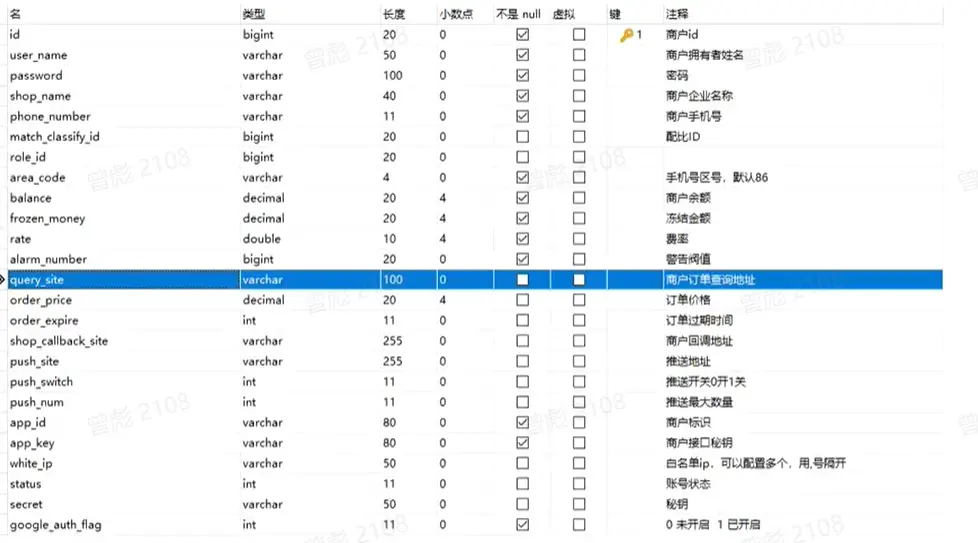 名 类型 长度 小数点 不是 null 虚拟 键 注释
id bigint 20 0 1 商户id
user_name varchar 50 0 商户拥有者姓名
password varchar 100 0 密码
shop_name varchar 40 0 商户企业名称
phone_number varchar 11 0 商户手机号
match_classify_id bigint 20 0 配比ID
role_id bigint 20 0
area_code varchar 4 0 手机号区号，默认86
balance decimal 20 4 商户余额
frozen_money decimal 20 4 冻结金额
rate double 10 4 费率
alarm_number bigint 20 0 警告阀值
query_site varchar 100 0 商户订单查询地址
order_price decimal 20 4 订单价格
order_expire int 11 0 订单过期时间
shop_callback_site varchar 255 0 商户回调地址
push_site varchar 255 0 推送地址
push_switch int 11 0 推送开关0开1关
push_num int 11 0 推送最大数量
app_id varchar 80 0 商户标识
app_key varchar 80 0 商户接口秘钥
white_ip varchar 50 0 白名单ip，可以配置多个，用,号隔开
status int 11 0 账号状态
secret varchar 50 0 秘钥
google_auth_flag int 11 0 0 未开启 1 已开启
曾彪 2108
曾彪 2108
曾彪 2108
曾彪 2108